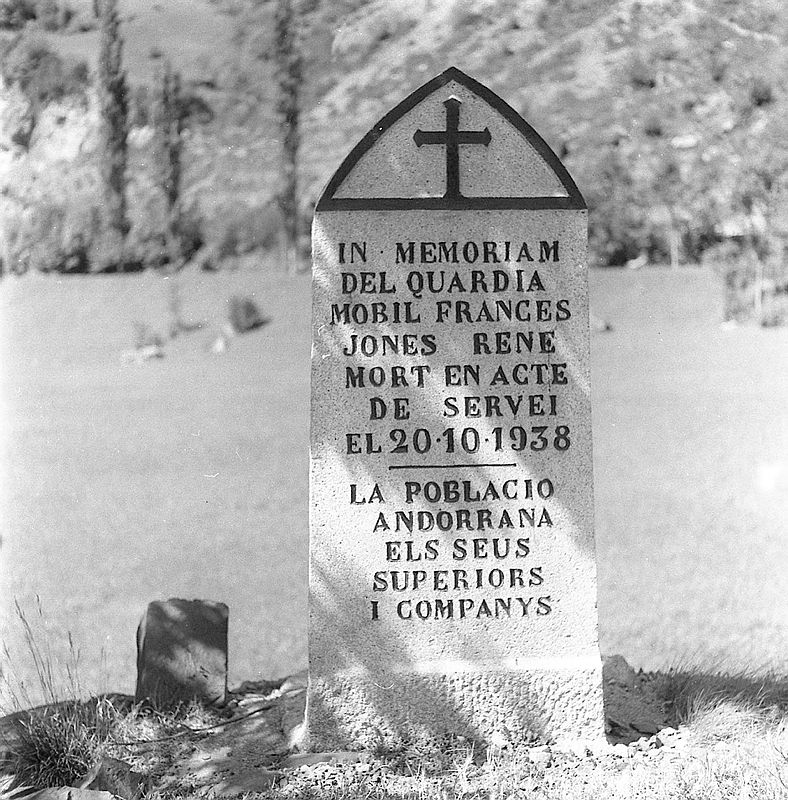 IN · MEMORIAM
DEL QUARDIA
MOBIL FRANCES
JONES RENE
MORT EN ACTE
DE SERVEI
EL 20·10·1938
LA POBLACIO
ANDORRANA
ELS SEUS
SUPERIORS
I COMPANYS